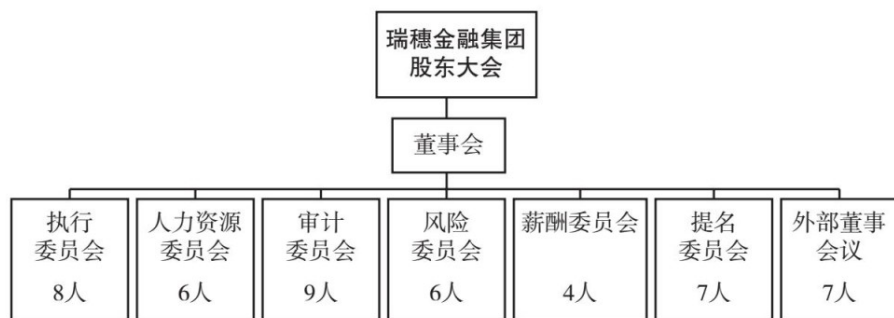 瑞穗金融集团
股东大会
董事会
执行
委员会
8人
人力资源
委员会
6人
审计
委员会
9人
风险
委员会
6人
薪酬委员会
4人
提名
委员会
7人
外部董事
会议
7人